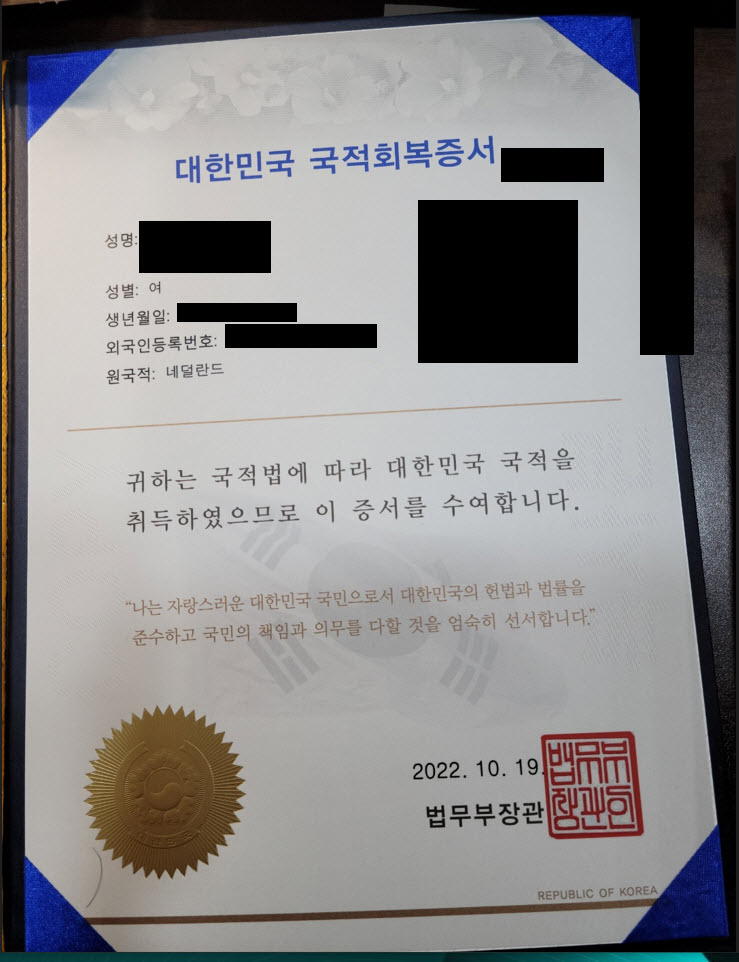 대한민국 국적회복증서
성명:
성별: 여
생년월일:
외국인등록번호:
원국적: 네덜란드
귀하는 국적법에 따라 대한민국 국적을
취득하였으므로 이 증서를 수여합니다.
“나는 자랑스러운 대한민국 국민으로서 대한민국의 헌법과 법률을
준수하고 국민의 책임과 의무를 다할 것을 엄숙히 선서합니다.”
2022. 10. 19.
법무부장관
REPUBLIC OF KOREA